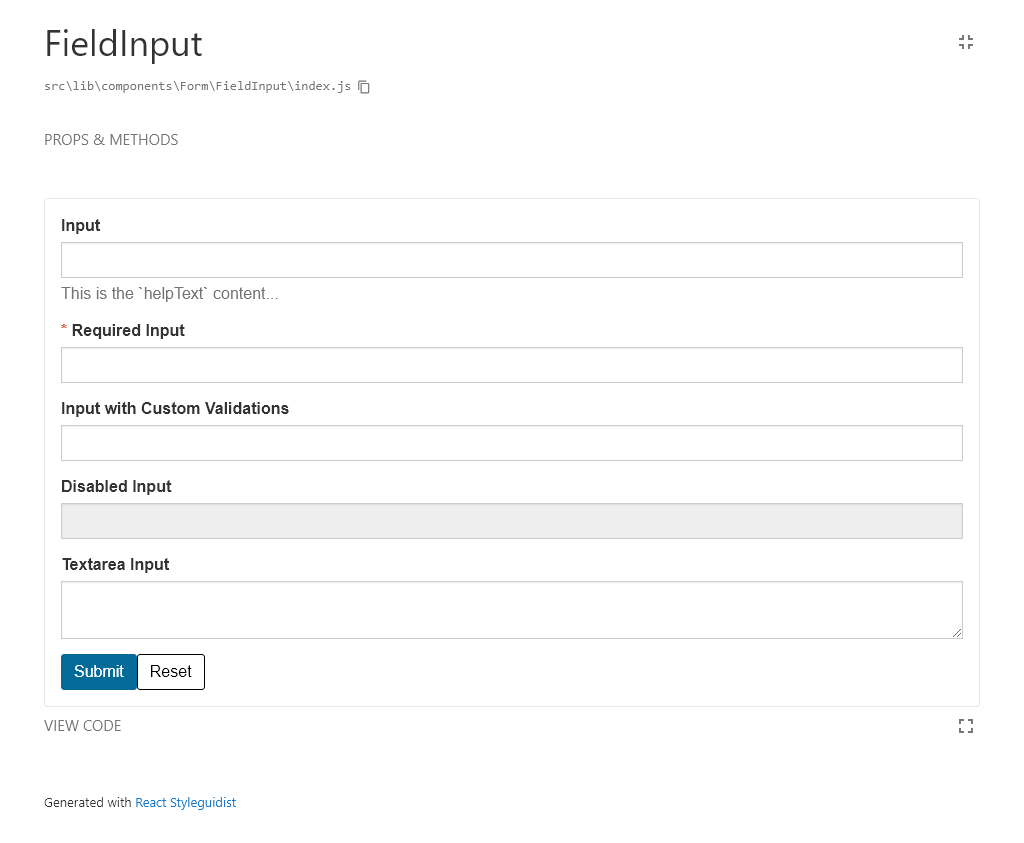 FieldInput
src\lib\components\Form\FieldInput\index.js
PROPS & METHODS
Input
This is the `helpText` content...
* Required Input
Input with Custom Validations
Disabled Input
Textarea Input
Submit Reset
VIEW CODE
Generated with React Styleguidist